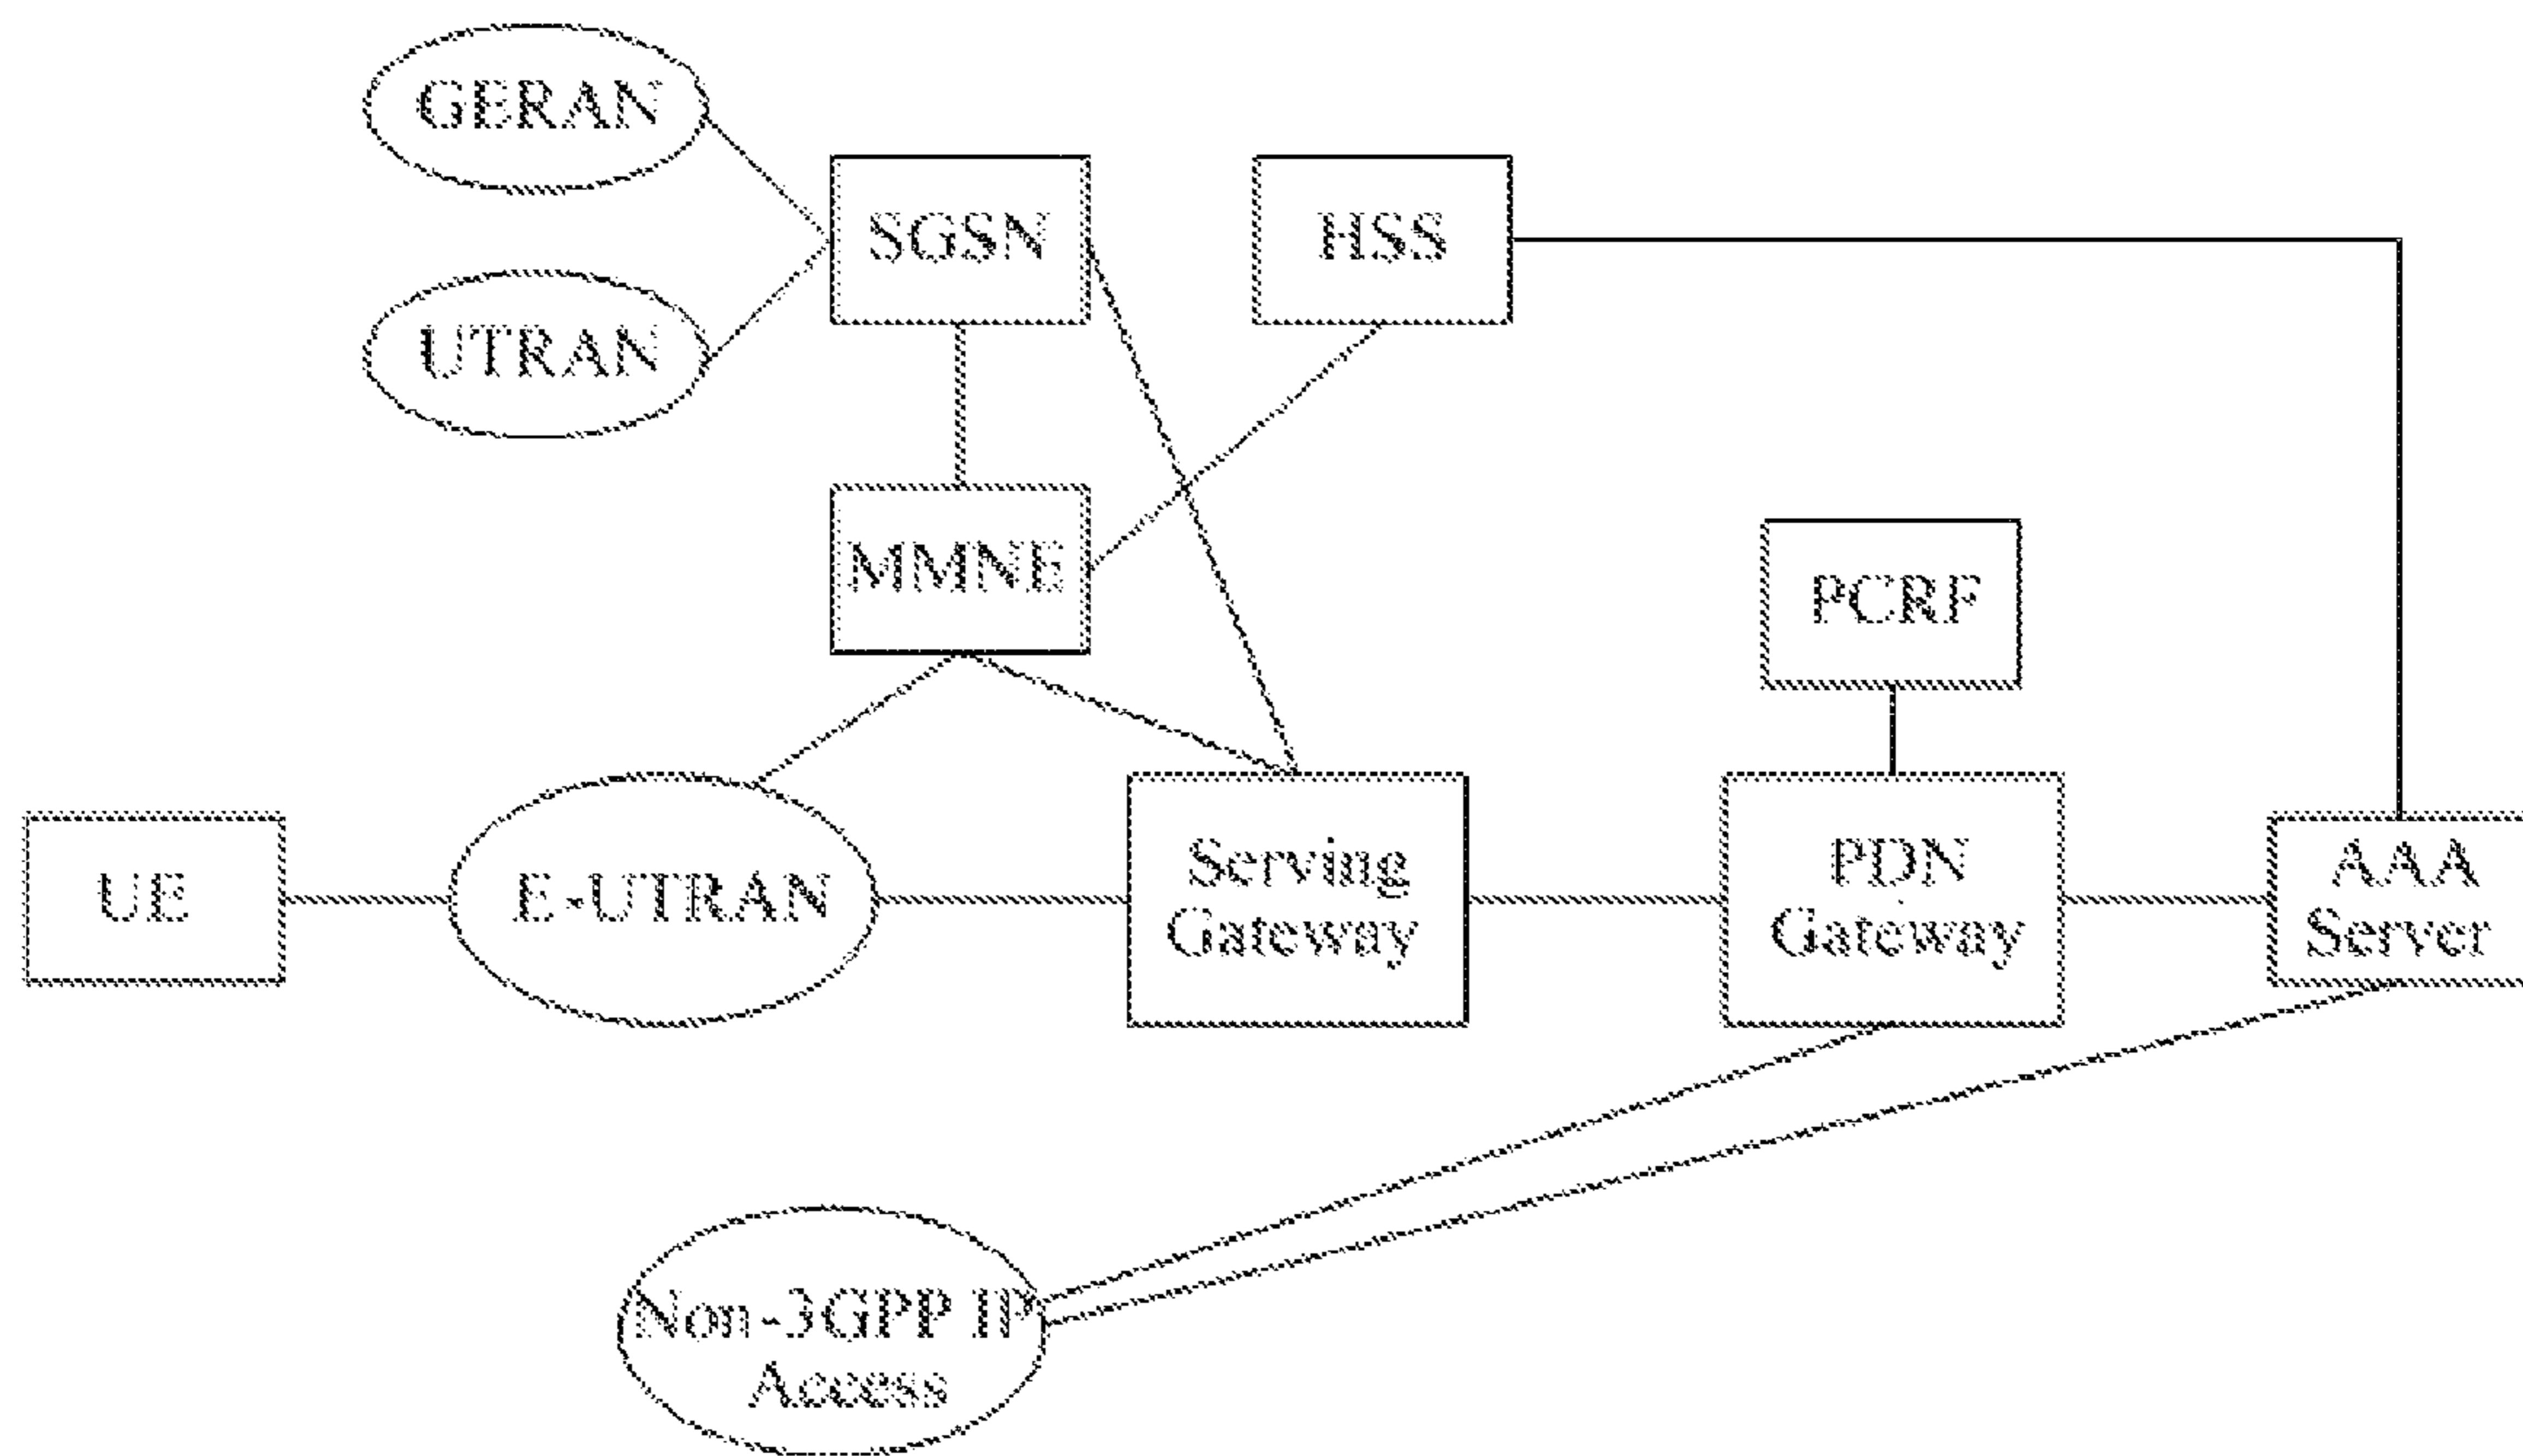 GERAN
SGSN
HSS
UTRAN
MMNE
PCRF
UE
E-UTRAN
Serving
Gateway
PDN
Gateway
AAA
Server
Non-3GPP IP
Access